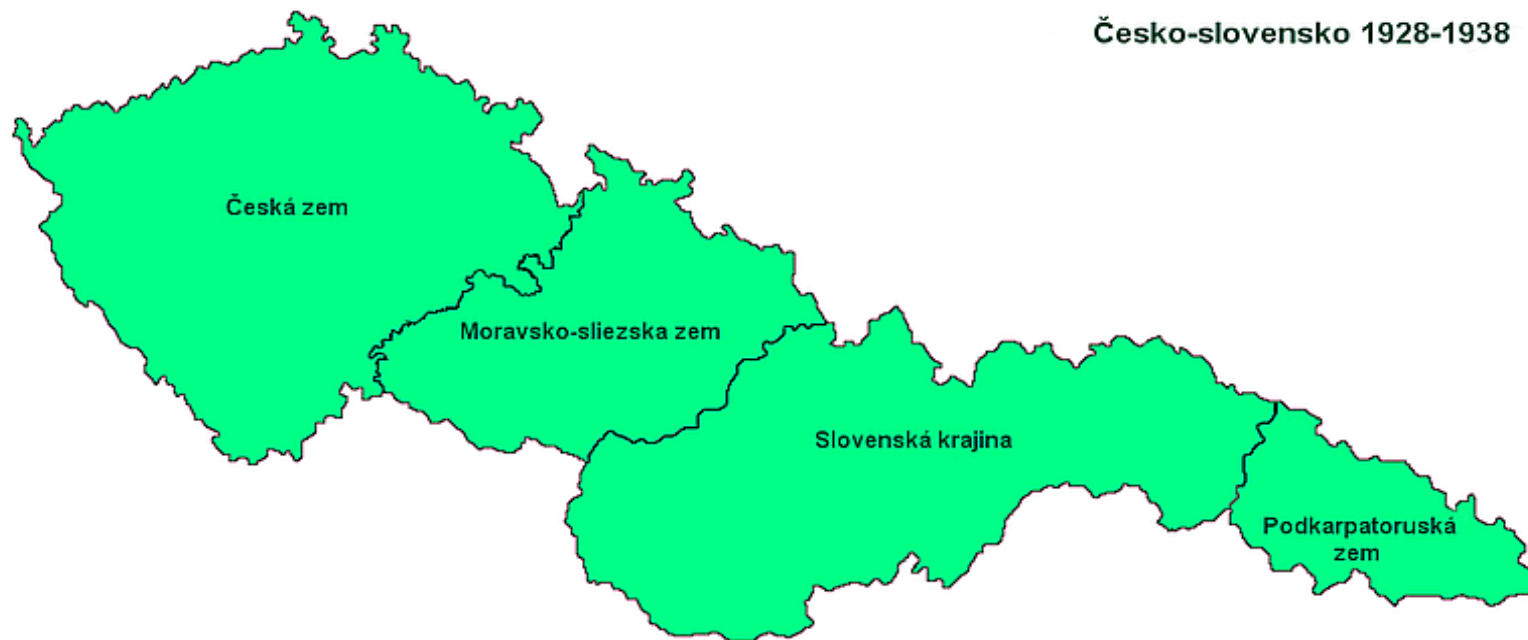 Česko-slovensko 1928-1938
Česká zem
Moravsko-sliezska zem
Slovenská krajina
Podkarpatoruská
zem